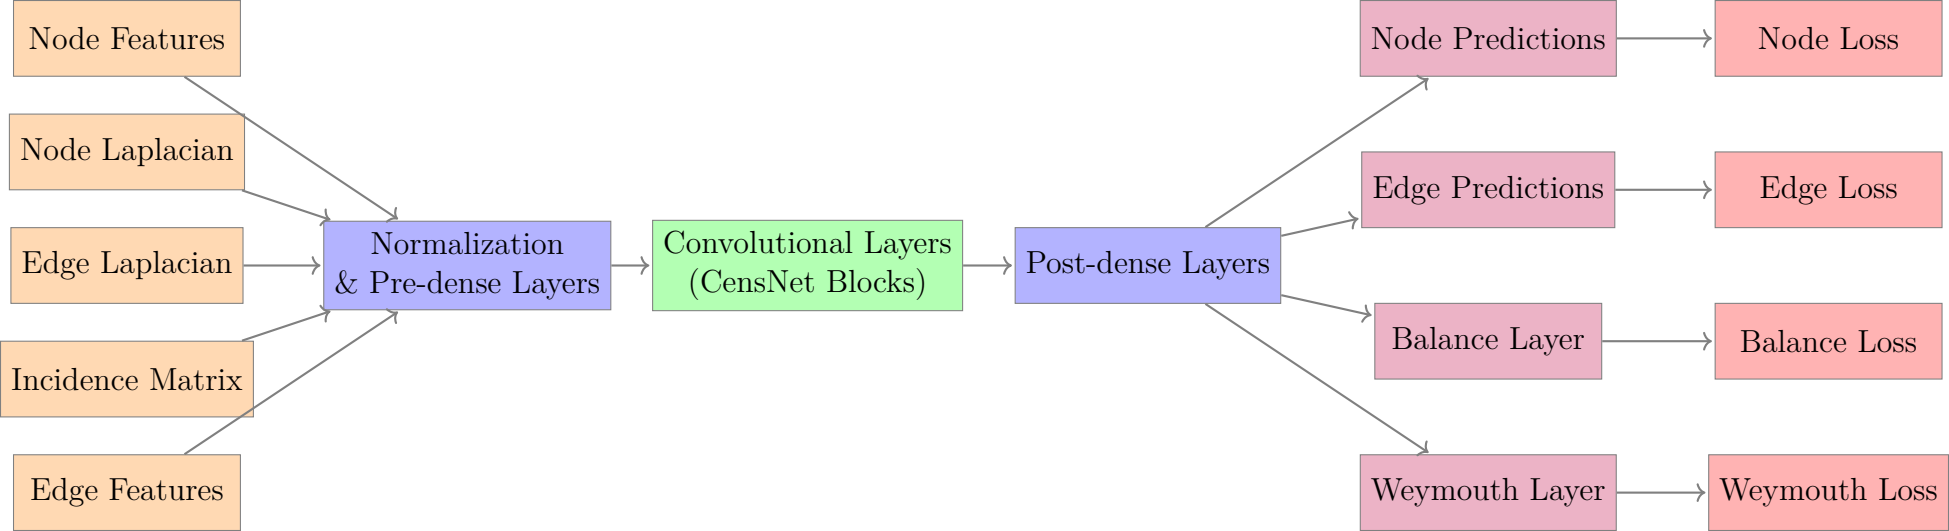 Node Features
Node Laplacian
Edge Laplacian
Incidence Matrix
Edge Features
Normalization
& Pre-dense Layers
Convolutional Layers
(CensNet Blocks)
Post-dense Layers
Node Predictions
Edge Predictions
Balance Layer
Weymouth Layer
Node Loss
Edge Loss
Balance Loss
Weymouth Loss